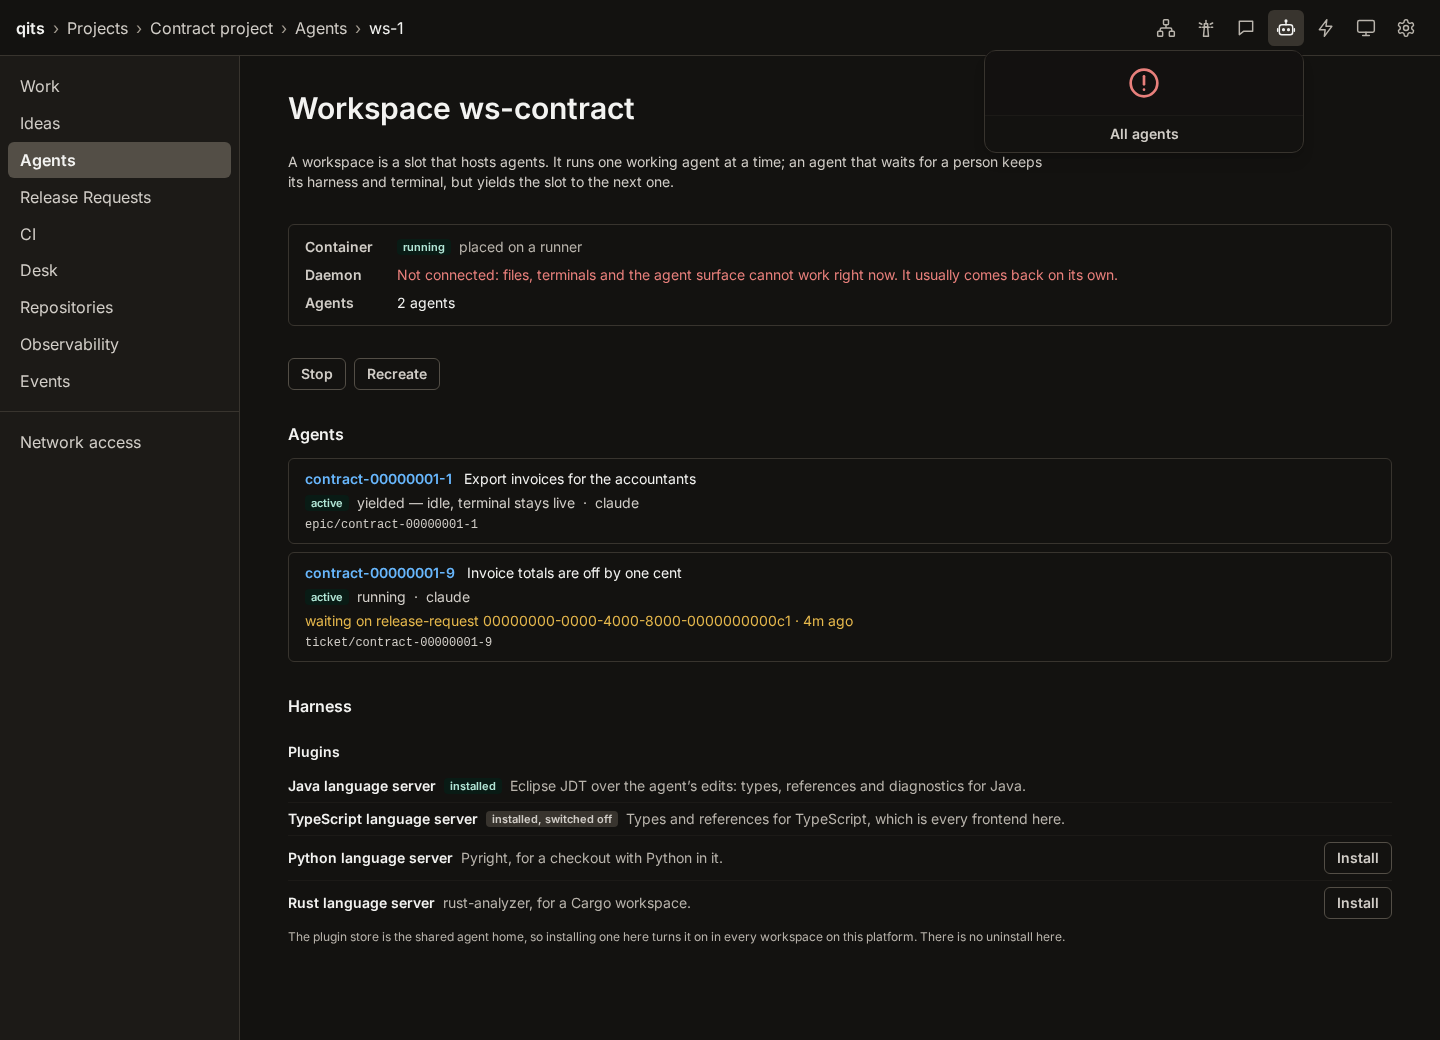 qits › Projects › Contract project › Agents › ws-1
All agents
Work
Ideas
Agents
Release Requests
CI
Desk
Repositories
Observability
Events
Network access
Workspace ws-contract
A workspace is a slot that hosts agents. It runs one working agent at a time; an agent that waits for a person keeps
its harness and terminal, but yields the slot to the next one.
Container running placed on a runner
Daemon Not connected: files, terminals and the agent surface cannot work right now. It usually comes back on its own.
Agents 2 agents
Stop Recreate
Agents
contract-00000001-1 Export invoices for the accountants
active yielded — idle, terminal stays live · claude
epic/contract-00000001-1
contract-00000001-9 Invoice totals are off by one cent
active running · claude
waiting on release-request 00000000-0000-4000-8000-0000000000c1 · 4m ago
ticket/contract-00000001-9
Harness
Plugins
Java language server installed Eclipse JDT over the agent’s edits: types, references and diagnostics for Java.
TypeScript language server installed, switched off Types and references for TypeScript, which is every frontend here.
Python language server Pyright, for a checkout with Python in it. Install
Rust language server rust-analyzer, for a Cargo workspace. Install
The plugin store is the shared agent home, so installing one here turns it on in every workspace on this platform. There is no uninstall here.